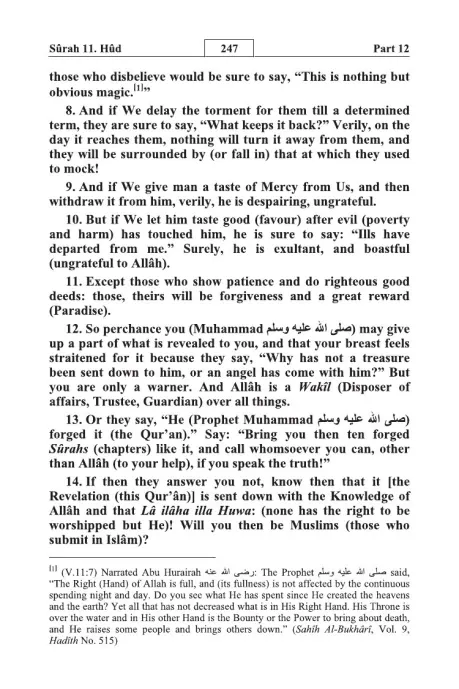 Sûrah 11. Hûd 247 Part 12
those who disbelieve would be sure to say, “This is nothing but
obvious magic.[1]”
8. And if We delay the torment for them till a determined
term, they are sure to say, “What keeps it back?” Verily, on the
day it reaches them, nothing will turn it away from them, and
they will be surrounded by (or fall in) that at which they used
to mock!
9. And if We give man a taste of Mercy from Us, and then
withdraw it from him, verily, he is despairing, ungrateful.
10. But if We let him taste good (favour) after evil (poverty
and harm) has touched him, he is sure to say: “Ills have
departed from me.” Surely, he is exultant, and boastful
(ungrateful to Allâh).
11. Except those who show patience and do righteous good
deeds: those, theirs will be forgiveness and a great reward
(Paradise).
12. So perchance you (Muhammad صلى الله عليه وسلم) may give
up a part of what is revealed to you, and that your breast feels
straitened for it because they say, “Why has not a treasure
been sent down to him, or an angel has come with him?” But
you are only a warner. And Allâh is a Wakîl (Disposer of
affairs, Trustee, Guardian) over all things.
13. Or they say, “He (Prophet Muhammad صلى الله عليه وسلم)
forged it (the Qur’an).” Say: “Bring you then ten forged
Sûrahs (chapters) like it, and call whomsoever you can, other
than Allâh (to your help), if you speak the truth!”
14. If then they answer you not, know then that it [the
Revelation (this Qur’ân)] is sent down with the Knowledge of
Allâh and that Lâ ilâha illa Huwa: (none has the right to be
worshipped but He)! Will you then be Muslims (those who
submit in Islâm)?
[1] (V.11:7) Narrated Abu Hurairah رضى الله عنه: The Prophet صلى الله عليه وسلم said,
“The Right (Hand) of Allah is full, and (its fullness) is not affected by the continuous
spending night and day. Do you see what He has spent since He created the heavens
and the earth? Yet all that has not decreased what is in His Right Hand. His Throne is
over the water and in His other Hand is the Bounty or the Power to bring about death,
and He raises some people and brings others down.” (Sahîh Al-Bukhârî, Vol. 9,
Hadîth No. 515)